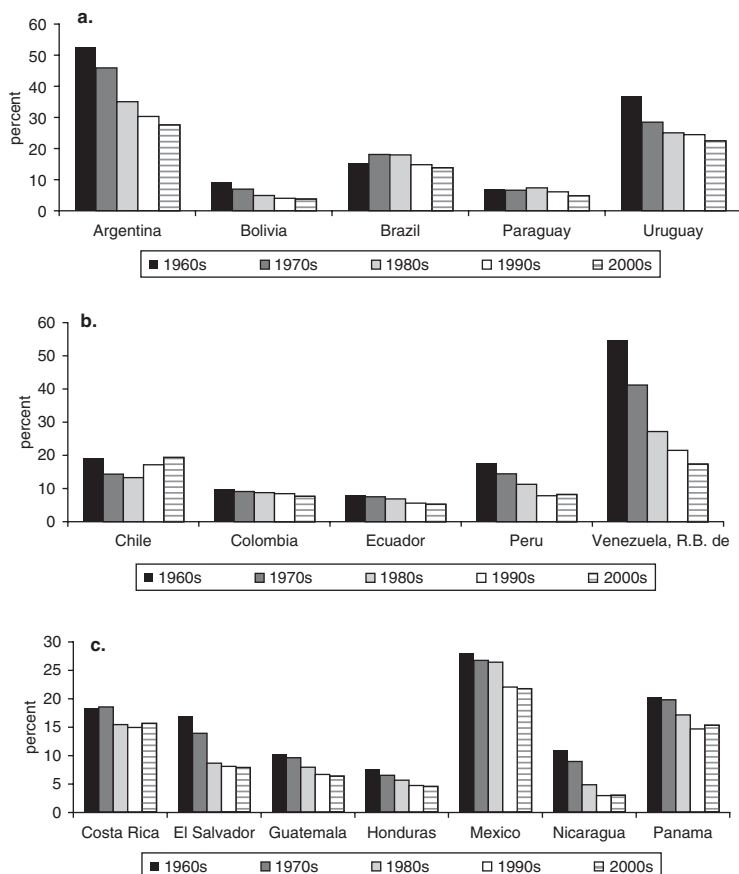 a.
60
50
40
30
20
10
0
percent
Argentina Bolivia Brazil Paraguay Uruguay
1960s 1970s 1980s 1990s 2000s
b.
60
50
40
30
20
10
0
percent
Chile Colombia Ecuador Peru Venezuela, R.B. de
1960s 1970s 1980s 1990s 2000s
c.
30
25
20
15
10
5
0
percent
Costa Rica El Salvador Guatemala Honduras Mexico Nicaragua Panama
1960s 1970s 1980s 1990s 2000s